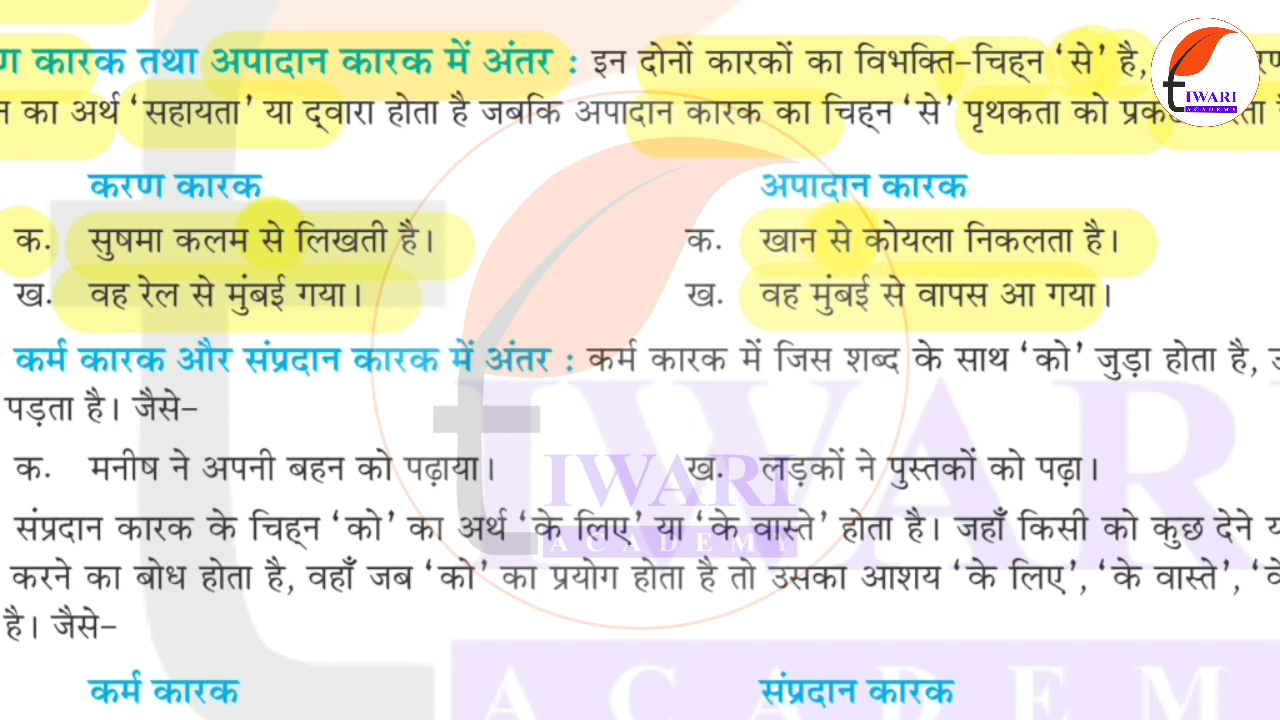 कारक तथा अपादान कारक में अंतर : इन दोनों कारकों का विभक्ति-चिह्न 'से' है,
का अर्थ 'सहायता' या द्वारा होता है जबकि अपादान कारक का चिह्न 'से' पृथकता को
TIWARI
ACADEMY
करण कारक अपादान कारक
क. सुषमा कलम से लिखती है। क. खान से कोयला निकलता है।
ख. वह रेल से मुंबई गया। ख. वह मुंबई से वापस आ गया।
कर्म कारक और संप्रदान कारक में अंतर : कर्म कारक में जिस शब्द के साथ 'को' जुड़ा होता है,
पड़ता है। जैसे-
क. मनीष ने अपनी बहन को पढ़ाया। ख. लड़कों ने पुस्तकों को पढ़ा।
TIWARI
ACADEMY
संप्रदान कारक के चिह्न 'को' का अर्थ 'के लिए' या 'के वास्ते' होता है। जहाँ किसी को कुछ देने
करने का बोध होता है, वहाँ जब 'को' का प्रयोग होता है तो उसका आशय 'के लिए', 'के वास्ते',
है। जैसे-
कर्म कारक संप्रदान कारक